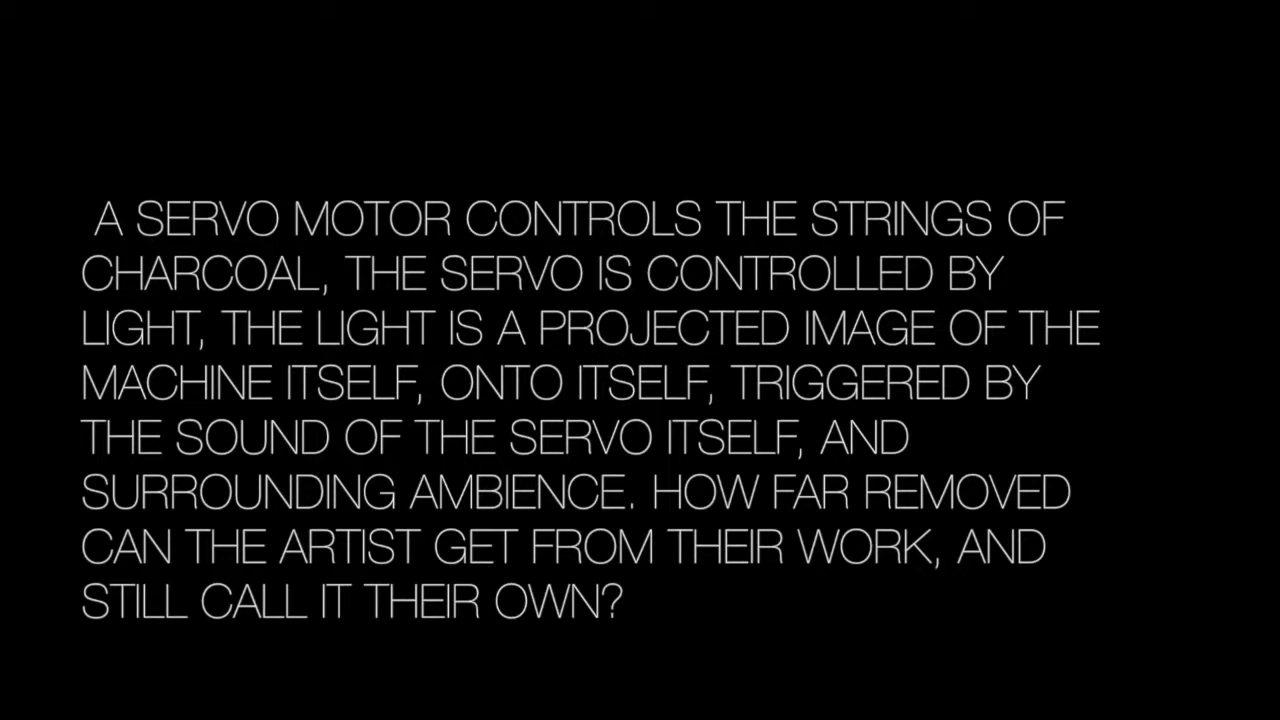 A SERVO MOTOR CONTROLS THE STRINGS OF
CHARCOAL, THE SERVO IS CONTROLLED BY
LIGHT, THE LIGHT IS A PROJECTED IMAGE OF THE
MACHINE ITSELF, ONTO ITSELF, TRIGGERED BY
THE SOUND OF THE SERVO ITSELF, AND
SURROUNDING AMBIENCE. HOW FAR REMOVED
CAN THE ARTIST GET FROM THEIR WORK, AND
STILL CALL IT THEIR OWN?